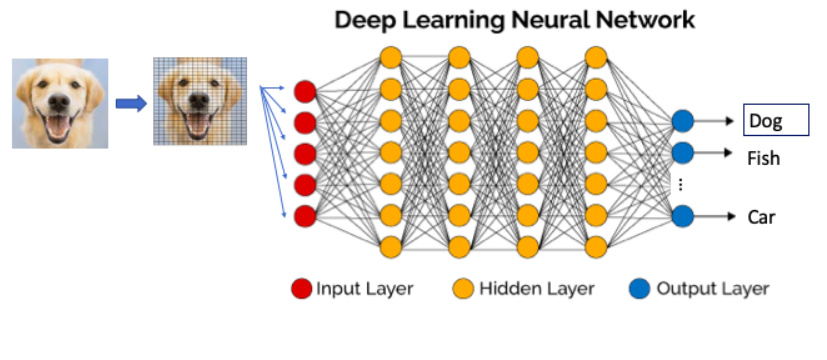 Deep Learning Neural Network
Dog
Fish
⋮
Car
Input Layer
Hidden Layer
Output Layer